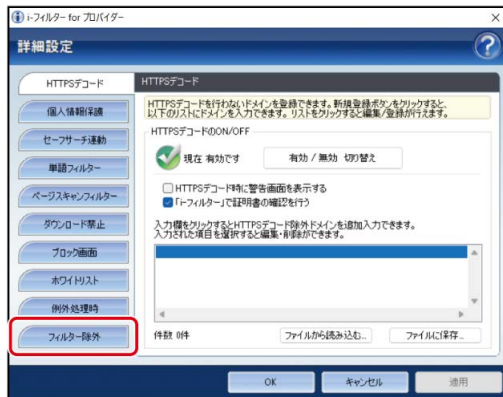 i-フィルター for プロバイダー
詳細設定
HTTPSデコード
個人情報保護
セーフサーチ連動
単語フィルター
ページスキャンフィルター
ダウンロード禁止
ブロック画面
ホワイトリスト
例外処理時
フィルター除外
HTTPSデコード
HTTPSデコードを行わないドメインを登録できます。新規登録ボタンをクリックすると、
以下のリストにドメインを入力できます。リストをクリックすると編集/登録が行えます。
HTTPSデコードのON/OFF
現在 有効です
有効 / 無効 切り替え
HTTPSデコード時に警告画面を表示する
「i-フィルター」で証明書の確認を行う
入力欄をクリックするとHTTPSデコード除外ドメインを追加入力できます。
入力された項目を選択すると編集・削除ができます。
件数 0件
ファイルから読み込む...
ファイルに保存...
OK
キャンセル
適用